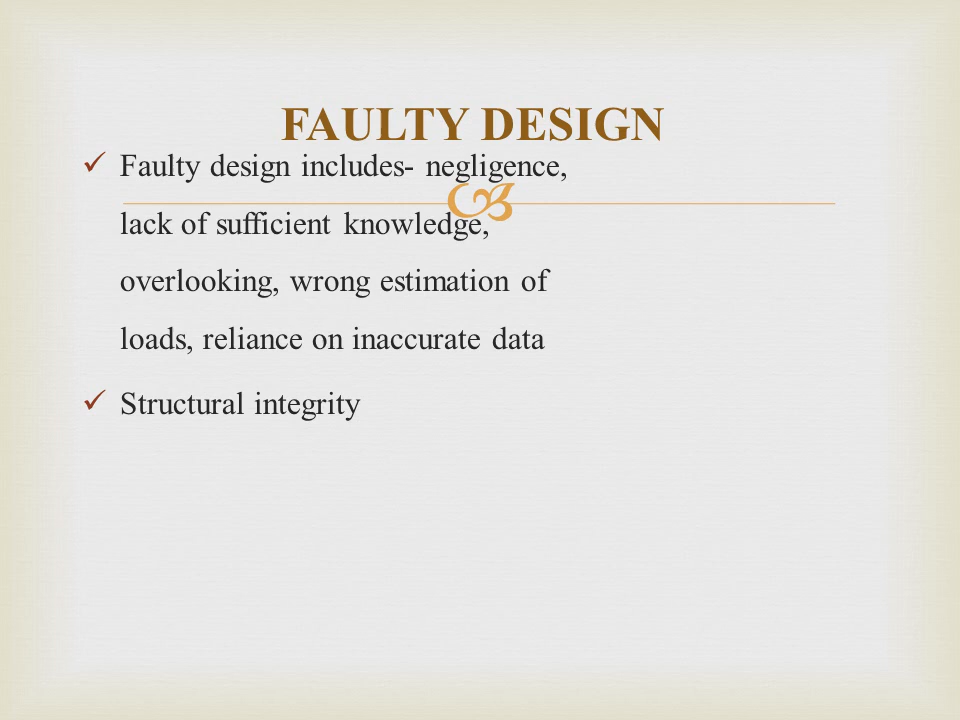 FAULTY DESIGN
✓ Faulty design includes- negligence,
lack of sufficient knowledge,
overlooking, wrong estimation of
loads, reliance on inaccurate data
✓ Structural integrity